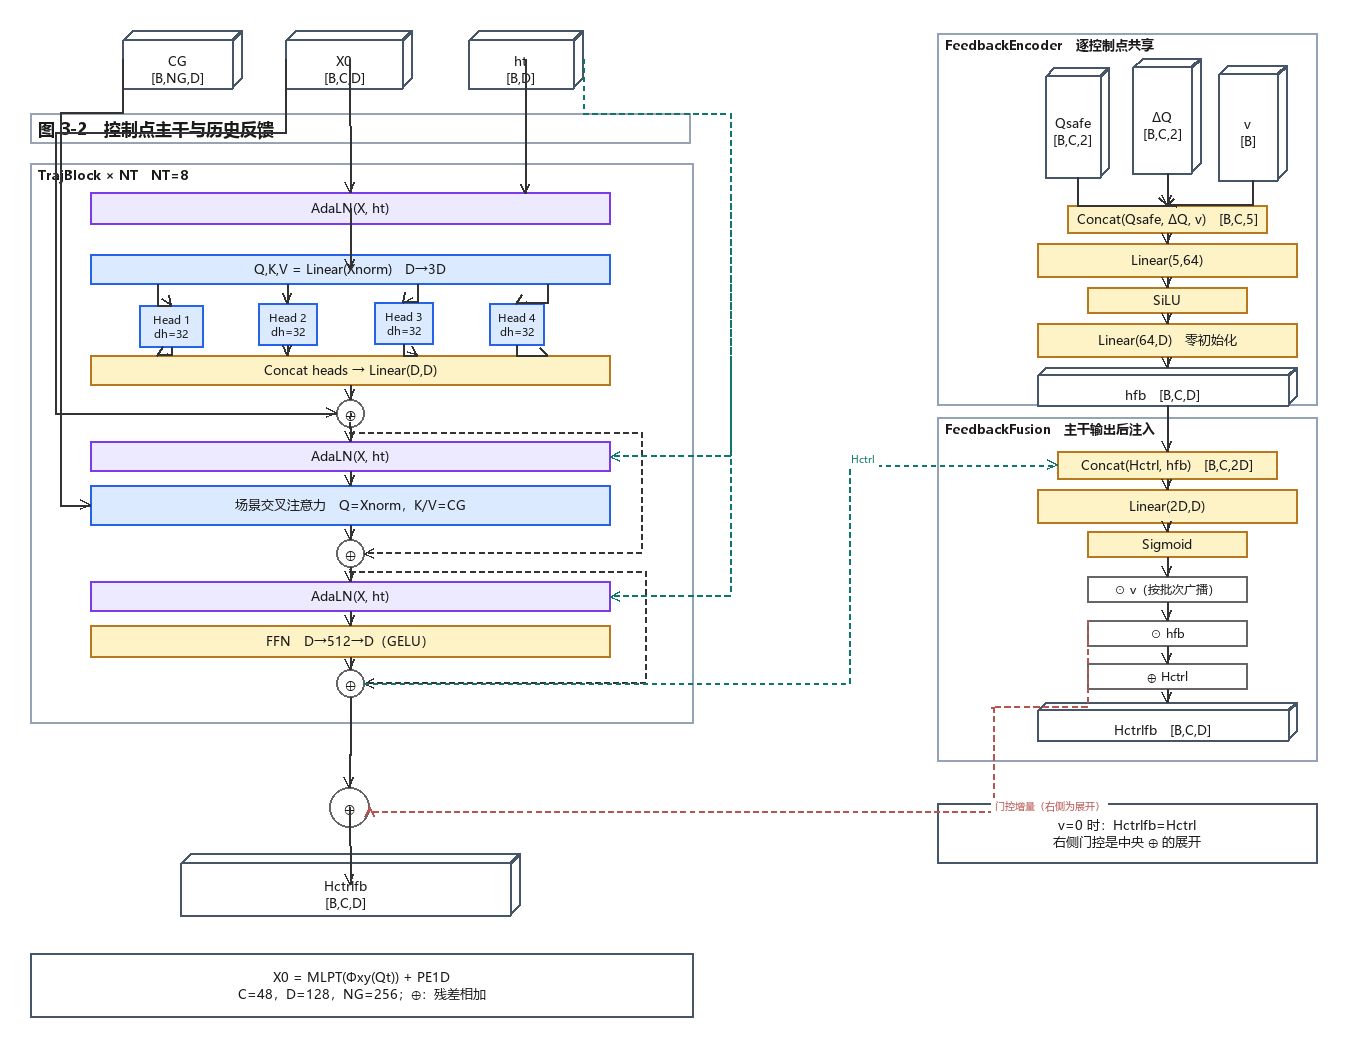 CG
[B,NG,D]
X0
[B,C,D]
ht
[B,D]
图 3-2 控制点主干与历史反馈
TrajBlock × NT NT=8
AdaLN(X, ht)
Q,K,V = Linear(Xnorm) D→3D
Head 1
dh=32
Head 2
dh=32
Head 3
dh=32
Head 4
dh=32
Concat heads → Linear(D,D)
⊕
AdaLN(X, ht)
场景交叉注意力 Q=Xnorm，K/V=CG
⊕
AdaLN(X, ht)
FFN D→512→D（GELU）
⊕
⊕
Hctrlfb
[B,C,D]
X0 = MLPT(Φxy(Qt)) + PE1D
C=48，D=128，NG=256；⊕：残差相加
FeedbackEncoder 逐控制点共享
Qsafe
[B,C,2]
ΔQ
[B,C,2]
v
[B]
Concat(Qsafe, ΔQ, v) [B,C,5]
Linear(5,64)
SiLU
Linear(64,D) 零初始化
hfb [B,C,D]
FeedbackFusion 主干输出后注入
Hctrl
Concat(Hctrl, hfb) [B,C,2D]
Linear(2D,D)
Sigmoid
⊙ v（按批次广播）
⊙ hfb
⊕ Hctrl
Hctrlfb [B,C,D]
门控增量（右侧为展开）
v=0 时：Hctrlfb=Hctrl
右侧门控是中央 ⊕ 的展开